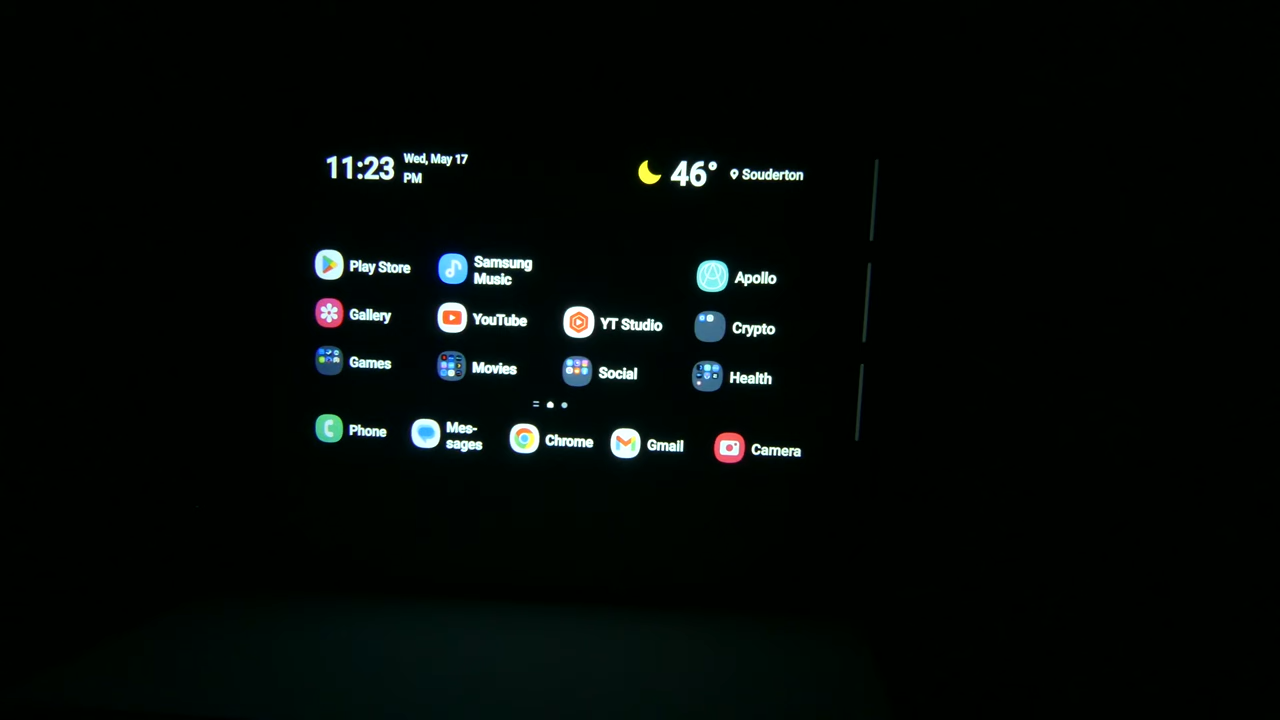 11:23
Wed, May 17
PM
46°
Souderton
Play Store
Samsung
Music
Apollo
Gallery
YouTube
YT Studio
Crypto
Games
Movies
Social
Health
Phone
Mes-
sages
Chrome
Gmail
Camera